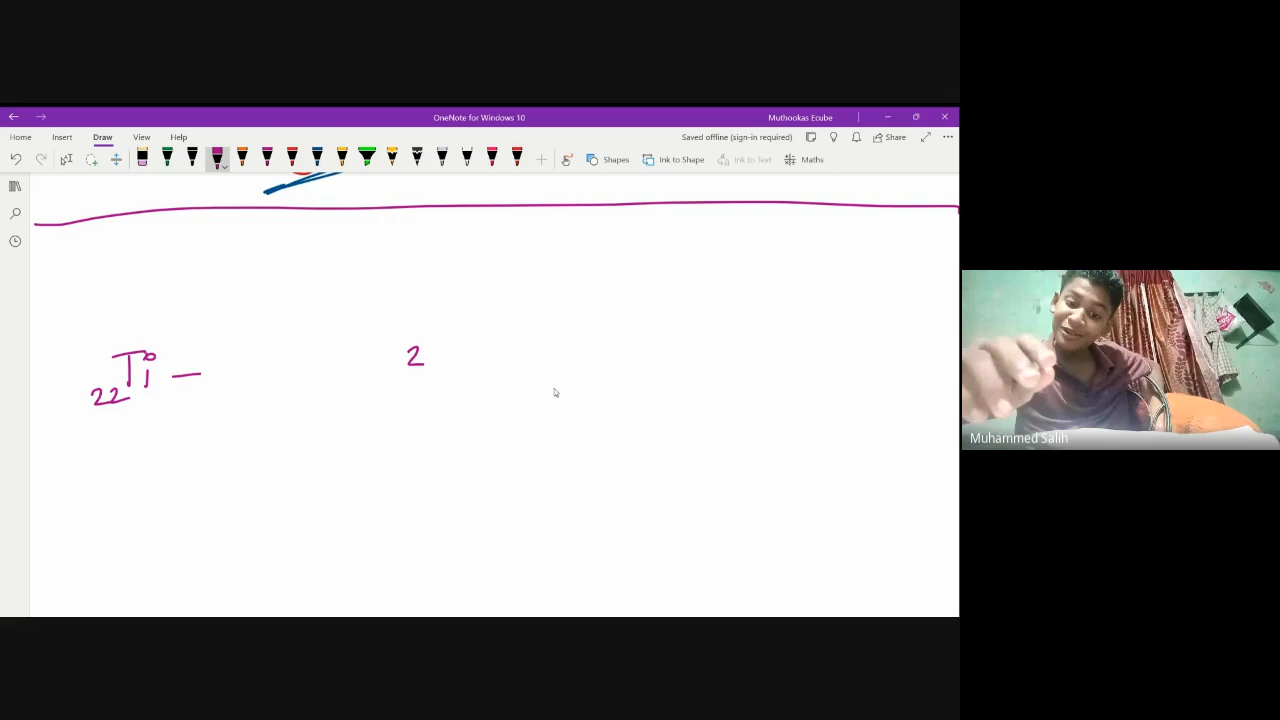 OneNote for Windows 10
Muthookas Ecube
Home Insert Draw View Help
Saved offline (sign-in required)
Share
Shapes
Ink to Shape
Ink to Text
Maths
22Ti — 2
Muhammed Salih